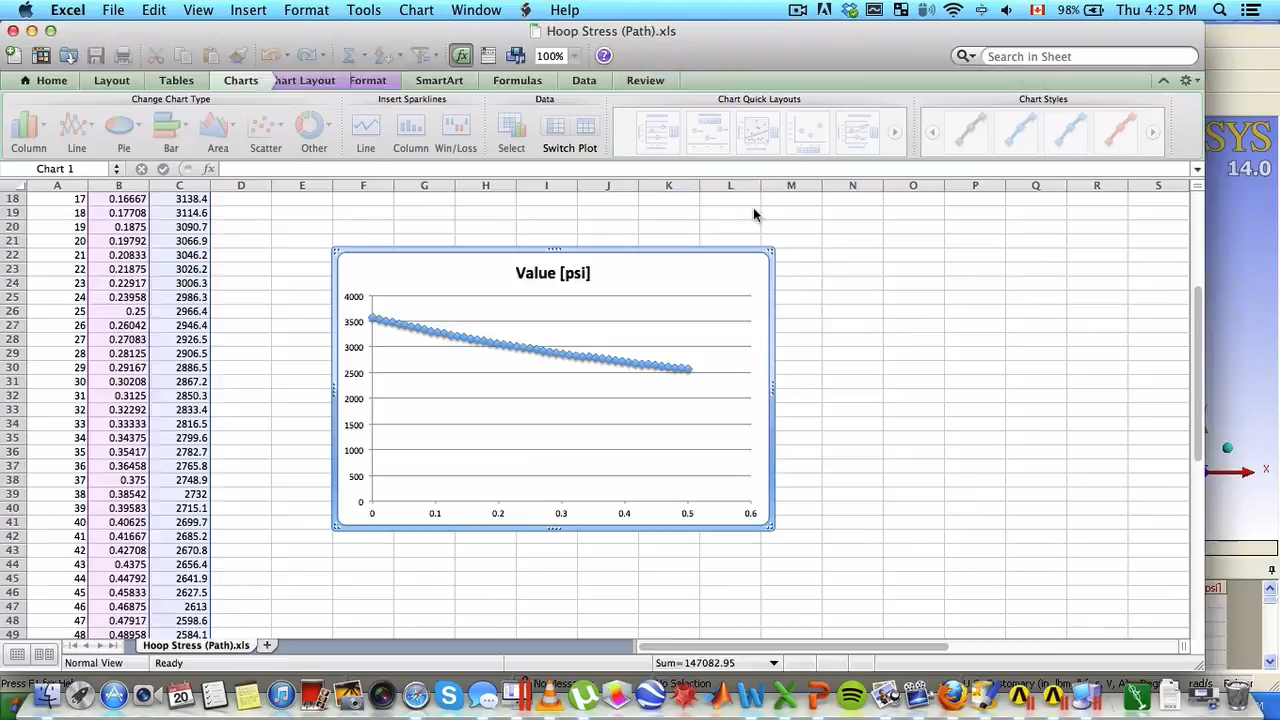 Excel File Edit View Insert Format Tools Chart Window Help 98% Thu 4:25 PM
Hoop Stress (Path).xls
100% Search in Sheet
Home Layout Tables Charts hart Layout Format SmartArt Formulas Data Review
Change Chart Type Insert Sparklines Data Chart Quick Layouts Chart Styles
Column Line Pie Bar Area Scatter Other Line Column Win/Loss Select Switch Plot
SYS
14.0
Chart 1 fx
A B C D E F G H I J K L M N O P Q R S
18 17 0.16667 3138.4
19 18 0.17708 3114.6
20 19 0.1875 3090.7
21 20 0.19792 3066.9
22 21 0.20833 3046.2
23 22 0.21875 3026.2
24 23 0.22917 3006.3
25 24 0.23958 2986.3
26 25 0.25 2966.4
27 26 0.26042 2946.4
28 27 0.27083 2926.5
29 28 0.28125 2906.5
30 29 0.29167 2886.5
31 30 0.30208 2867.2
32 31 0.3125 2850.3
33 32 0.32292 2833.4
34 33 0.33333 2816.5
35 34 0.34375 2799.6
36 35 0.35417 2782.7
37 36 0.36458 2765.8
38 37 0.375 2748.9
39 38 0.38542 2732
40 39 0.39583 2715.1
41 40 0.40625 2699.7
42 41 0.41667 2685.2
43 42 0.42708 2670.8
44 43 0.4375 2656.4
45 44 0.44792 2641.9
46 45 0.45833 2627.5
47 46 0.46875 2613
48 47 0.47917 2598.6
49 48 0.48958 2584.1
Value [psi]
4000
3500
3000
2500
2000
1500
1000
500
0
0 0.1 0.2 0.3 0.4 0.5 0.6
X
psi]
Hoop Stress (Path).xls
Normal View Ready Sum=147082.95
20